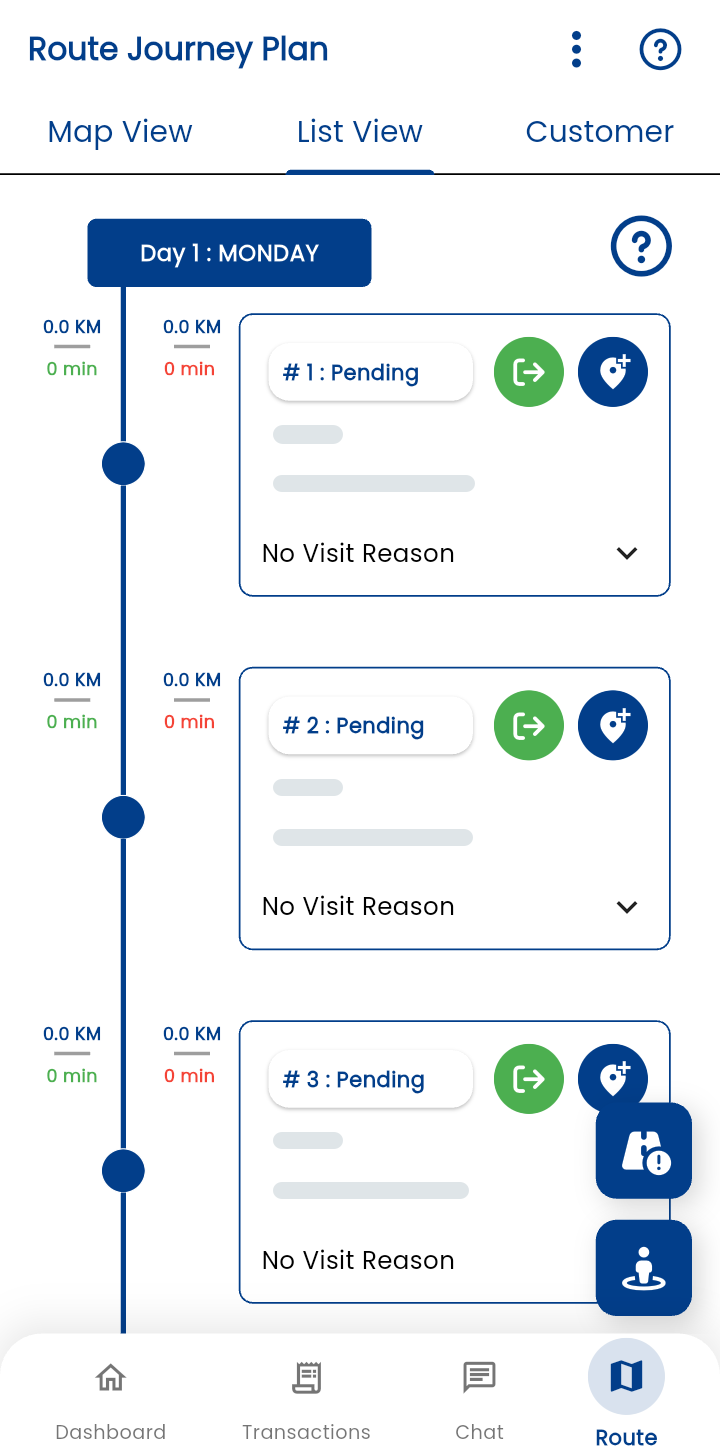 Route Journey Plan
Map View
List View
Customer
Day 1 : MONDAY
0.0 KM
0 min
0.0 KM
0 min
# 1 : Pending
No Visit Reason
0.0 KM
0 min
0.0 KM
0 min
# 2 : Pending
No Visit Reason
0.0 KM
0 min
0.0 KM
0 min
# 3 : Pending
No Visit Reason
Dashboard
Transactions
Chat
Route